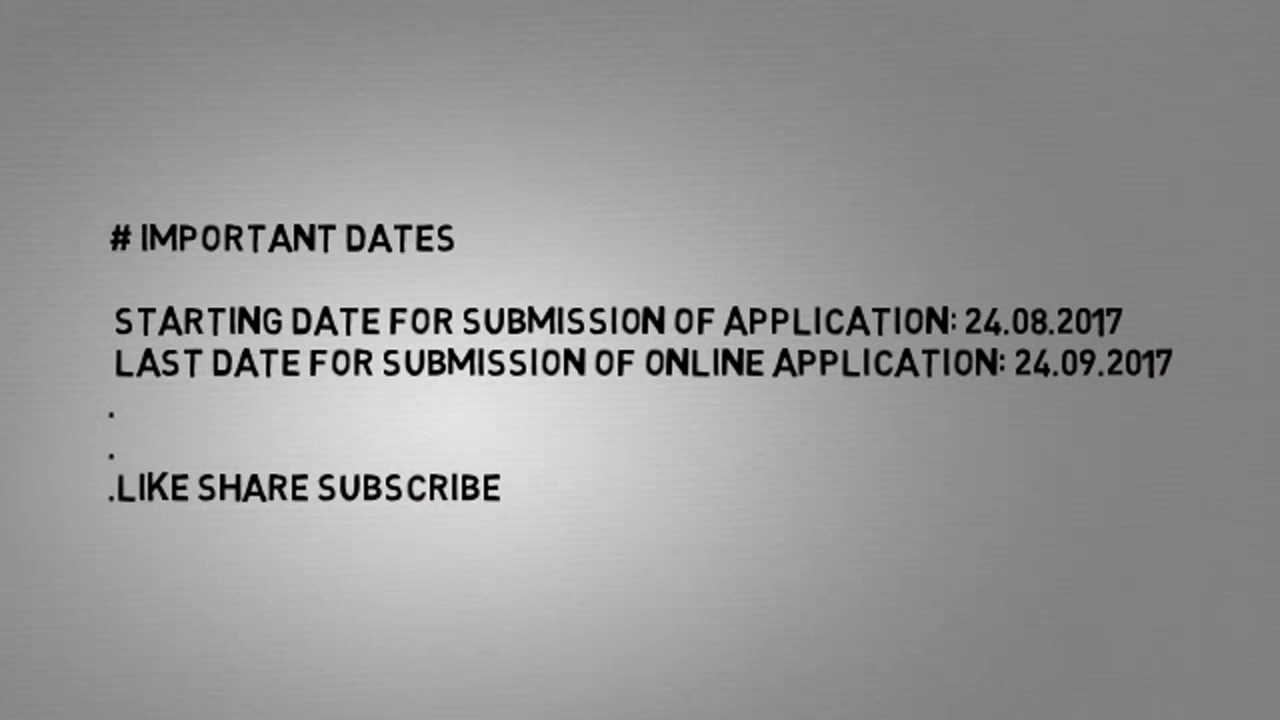 # IMPORTANT DATES
STARTING DATE FOR SUBMISSION OF APPLICATION: 24.08.2017
LAST DATE FOR SUBMISSION OF ONLINE APPLICATION: 24.09.2017
.
.
.LIKE SHARE SUBSCRIBE